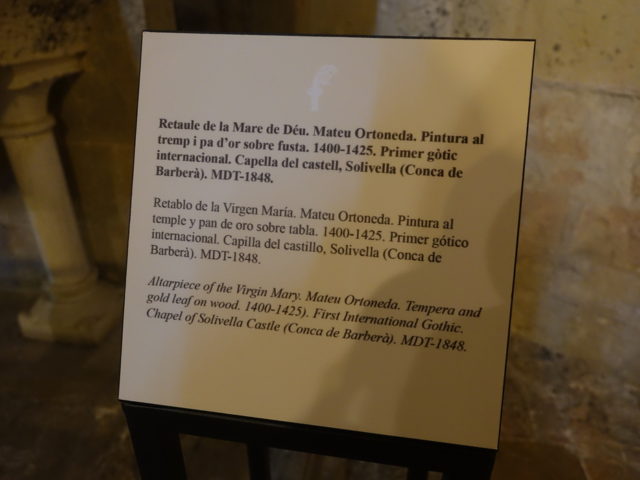 Retaule de la Mare de Déu. Mateu Ortoneda. Pintura al
tremp i pa d'or sobre fusta. 1400-1425. Primer gòtic
internacional. Capella del castell, Solivella (Conca de
Barberà). MDT-1848.
Retablo de la Virgen María. Mateu Ortoneda. Pintura al
temple y pan de oro sobre tabla. 1400-1425. Primer gótico
internacional. Capilla del castillo, Solivella (Conca de
Barberà). MDT-1848.
Altarpiece of the Virgin Mary. Mateu Ortoneda. Tempera and
gold leaf on wood. 1400-1425). First International Gothic.
Chapel of Solivella Castle (Conca de Barberà). MDT-1848.